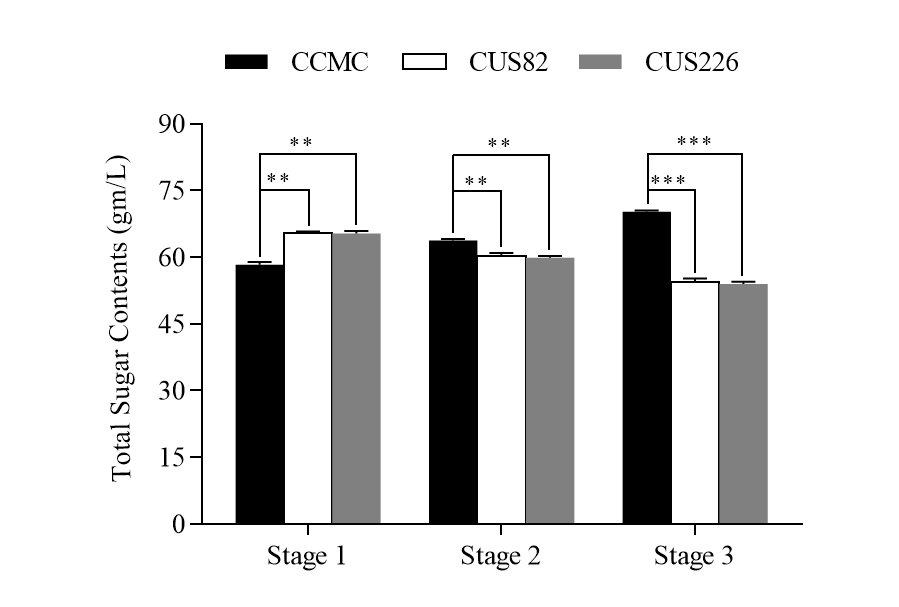 CCMC CUS82 CUS226
Total Sugar Contents (gm/L)
90
75
60
45
30
15
0
** ** ***
** ** ***
Stage 1 Stage 2 Stage 3